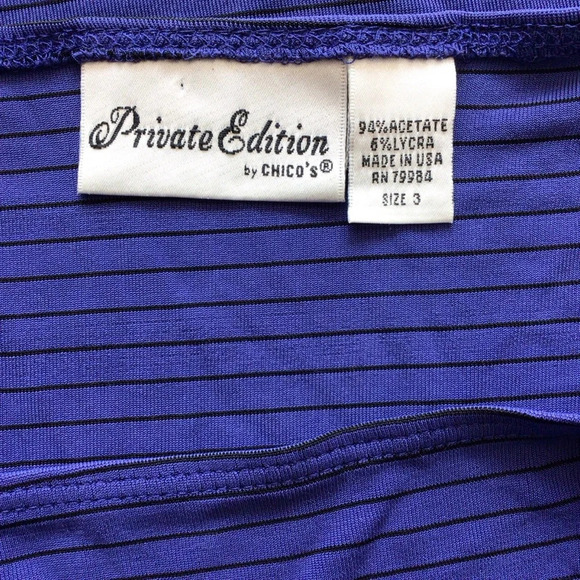 Private Edition
by CHICO'S®
94% ACETATE
6% LYCRA
MADE IN USA
RN 79984
SIZE 3